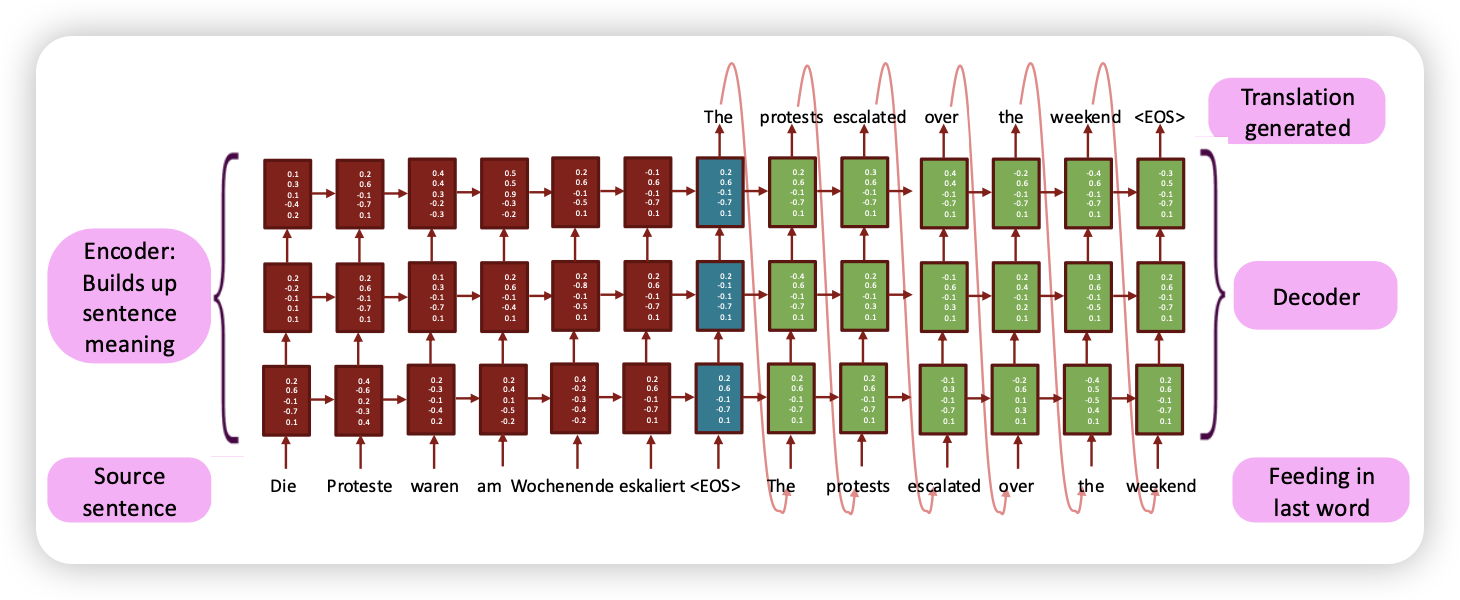 The protests escalated over the weekend <EOS>
Translation
generated
0.1 0.2 0.4 0.5 0.2 -0.1 0.2 0.2 0.3 0.4 -0.2 -0.4 -0.3
0.3 0.6 0.4 0.5 0.6 0.6 0.6 0.6 0.6 0.4 0.6 0.6 0.5
0.1 -0.1 0.3 0.9 -0.1 -0.1 -0.1 -0.1 -0.1 -0.1 -0.1 -0.1 -0.1
-0.4 -0.7 -0.2 -0.3 -0.5 -0.7 -0.7 -0.7 -0.7 -0.7 -0.7 -0.7 -0.7
0.2 0.1 -0.3 -0.2 0.1 0.1 0.1 0.1 0.1 0.1 0.1 0.1 0.1
Encoder:
Builds up
sentence
meaning
0.2 0.2 0.1 0.2 0.2 0.2 0.2 -0.4 0.2 -0.1 0.2 0.3 0.2
-0.2 0.6 0.3 0.6 -0.8 0.6 -0.1 0.6 0.6 0.6 0.4 0.6 0.6
-0.1 -0.1 -0.1 -0.1 -0.1 -0.1 -0.1 -0.1 -0.1 -0.1 -0.1 -0.1 -0.1
0.1 -0.7 -0.7 -0.4 -0.5 -0.7 -0.7 -0.7 0.3 0.3 0.2 -0.5 -0.7
0.1 0.1 0.1 0.1 0.1 0.1 0.1 0.1 0.1 0.1 0.1 0.1 0.1
Decoder
0.2 0.4 0.2 0.2 0.4 0.2 0.2 0.2 0.2 -0.1 -0.2 -0.4 0.2
0.6 -0.6 -0.3 0.4 -0.2 0.6 0.6 0.6 0.6 0.3 0.6 0.5 0.6
-0.1 0.2 -0.1 0.1 -0.3 -0.1 -0.1 -0.1 -0.1 -0.1 0.1 -0.5 -0.1
-0.7 -0.3 -0.4 -0.5 -0.4 -0.7 -0.7 -0.7 -0.7 -0.7 0.3 0.4 -0.7
0.1 0.4 0.2 -0.2 -0.2 0.1 0.1 0.1 0.1 0.1 0.1 0.1 0.1
Source
sentence
Die Proteste waren am Wochenende eskaliert <EOS> The protests escalated over the weekend
Feeding in
last word